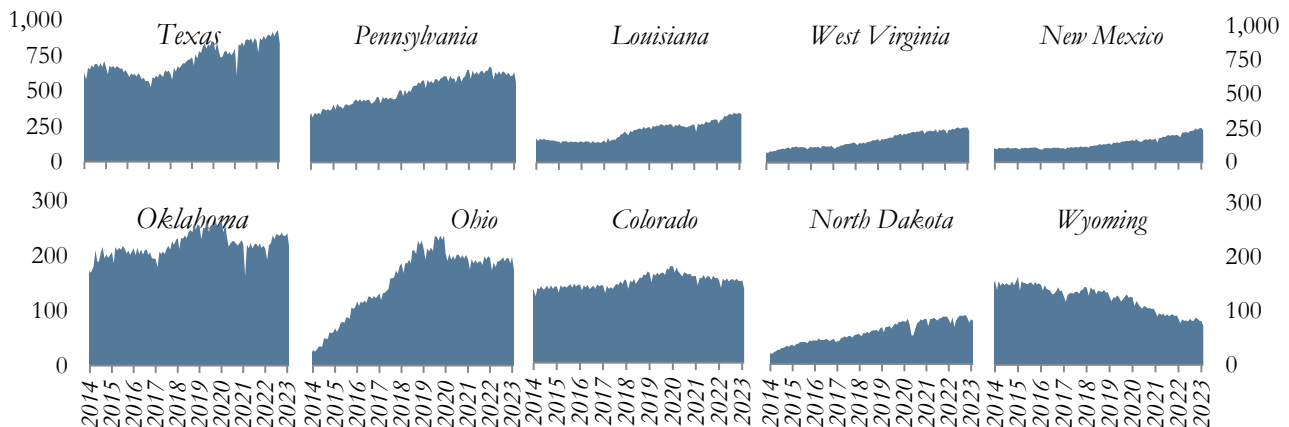 1,000 Texas Pennsylvania Louisiana West Virginia New Mexico 1,000
750 750
500 500
250 250
0 0
300 Oklahoma Ohio Colorado North Dakota Wyoming 300
200 200
100 100
0 0
2014 2015 2016 2017 2018 2019 2020 2021 2022 2023 2014 2015 2016 2017 2018 2019 2020 2021 2022 2023 2014 2015 2016 2017 2018 2019 2020 2021 2022 2023 2014 2015 2016 2017 2018 2019 2020 2021 2022 2023 2014 2015 2016 2017 2018 2019 2020 2021 2022 2023